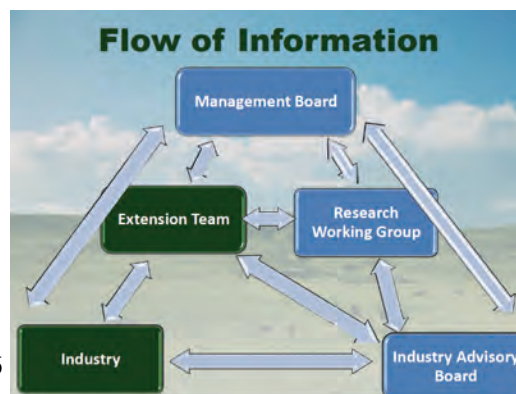 Flow of Information
Management Board
Extension Team
Research
Working Group
Industry
Industry Advisory
Board